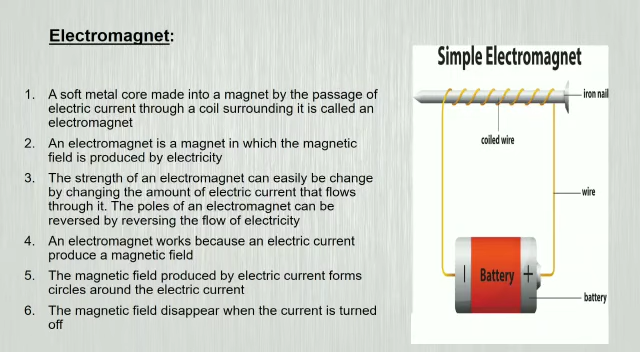 Electromagnet:
1. A soft metal core made into a magnet by the passage of
electric current through a coil surrounding it is called an
electromagnet
2. An electromagnet is a magnet in which the magnetic
field is produced by electricity
3. The strength of an electromagnet can easily be change
by changing the amount of electric current that flows
through it. The poles of an electromagnet can be
reversed by reversing the flow of electricity
4. An electromagnet works because an electric current
produce a magnetic field
5. The magnetic field produced by electric current forms
circles around the electric current
6. The magnetic field disappear when the current is turned
off
Simple Electromagnet
iron nail
coiled wire
wire
| Battery +
battery